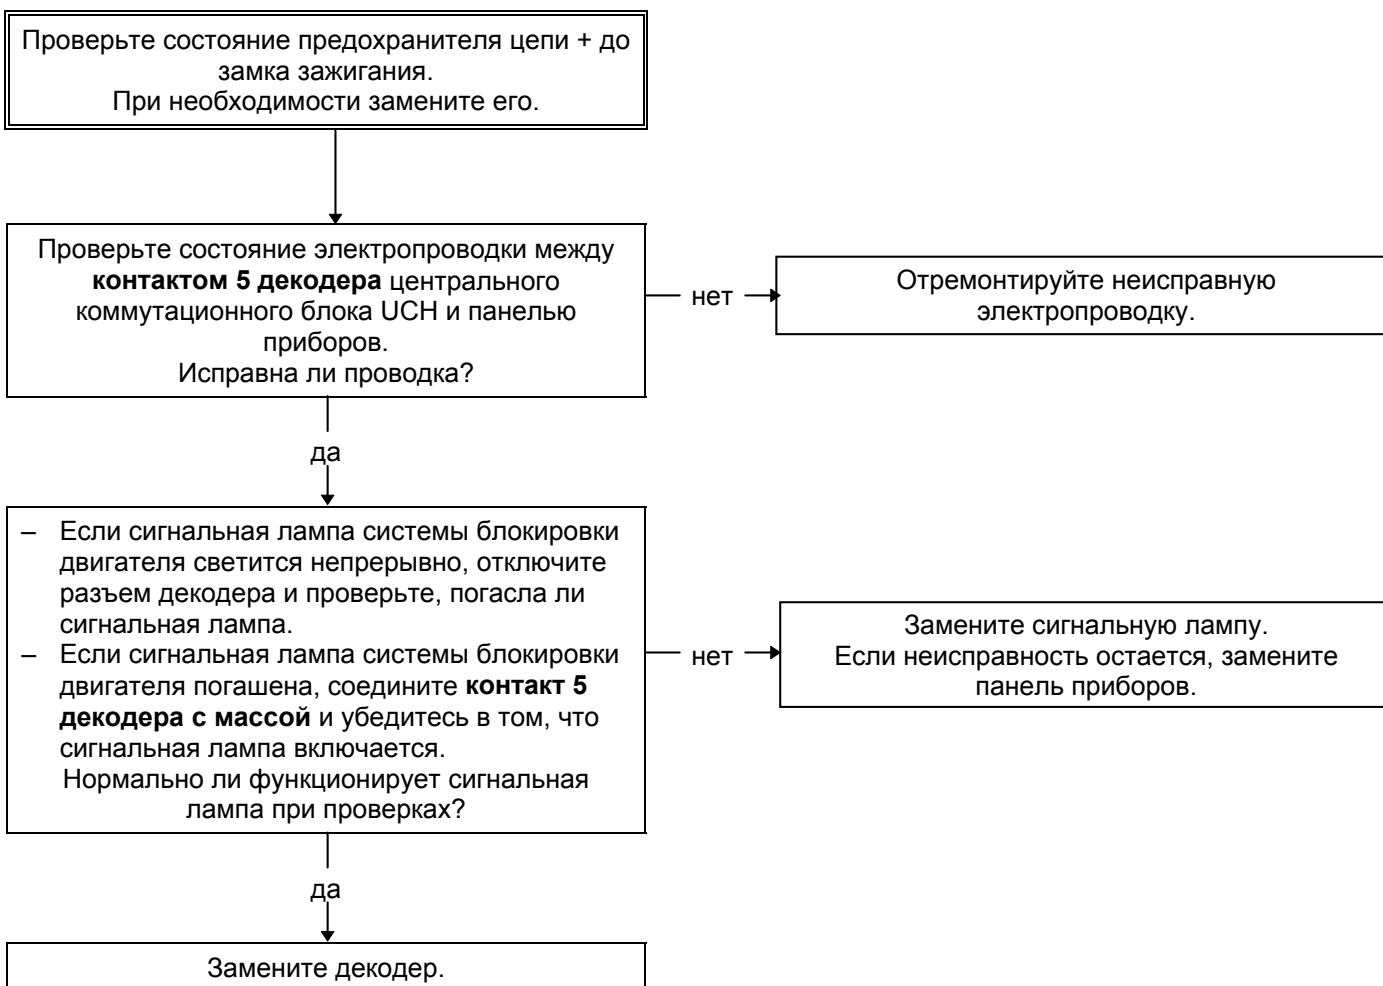 Проверьте состояние предохранителя цепи + до
замка зажигания.
При необходимости замените его.
Проверьте состояние электропроводки между
контактом 5 декодера центрального
коммутационного блока UCH и панелью
приборов.
Исправна ли проводка?
нет
Отремонтируйте неисправную
электропроводку.
да
– Если сигнальная лампа системы блокировки
двигателя светится непрерывно, отключите
разъем декодера и проверьте, погасла ли
сигнальная лампа.
– Если сигнальная лампа системы блокировки
двигателя погашена, соедините контакт 5
декодера с массой и убедитесь в том, что
сигнальная лампа включается.
Нормально ли функционирует сигнальная
лампа при проверках?
нет
Замените сигнальную лампу.
Если неисправность остается, замените
панель приборов.
да
Замените декодер.